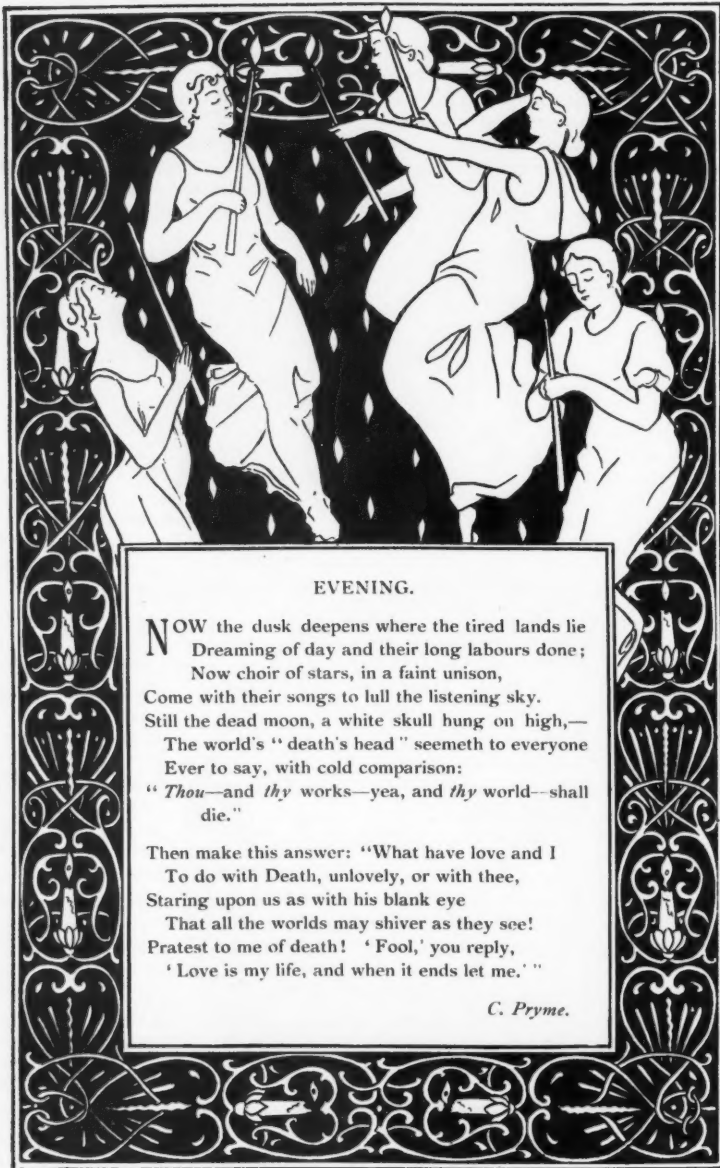 EVENING.
NOW the dusk deepens where the tired lands lie
Dreaming of day and their long labours done;
Now choir of stars, in a faint unison,
Come with their songs to lull the listening sky.
Still the dead moon, a white skull hung on high,—
The world's "death's head" seemeth to everyone
Ever to say, with cold comparison:
"Thou—and thy works—yea, and thy world—shall
die."
Then make this answer: "What have love and I
To do with Death, unlovely, or with thee,
Staring upon us as with his blank eye
That all the worlds may shiver as they see!
Pratest to me of death! 'Fool,' you reply,
'Love is my life, and when it ends let me.'"
C. Pryme.